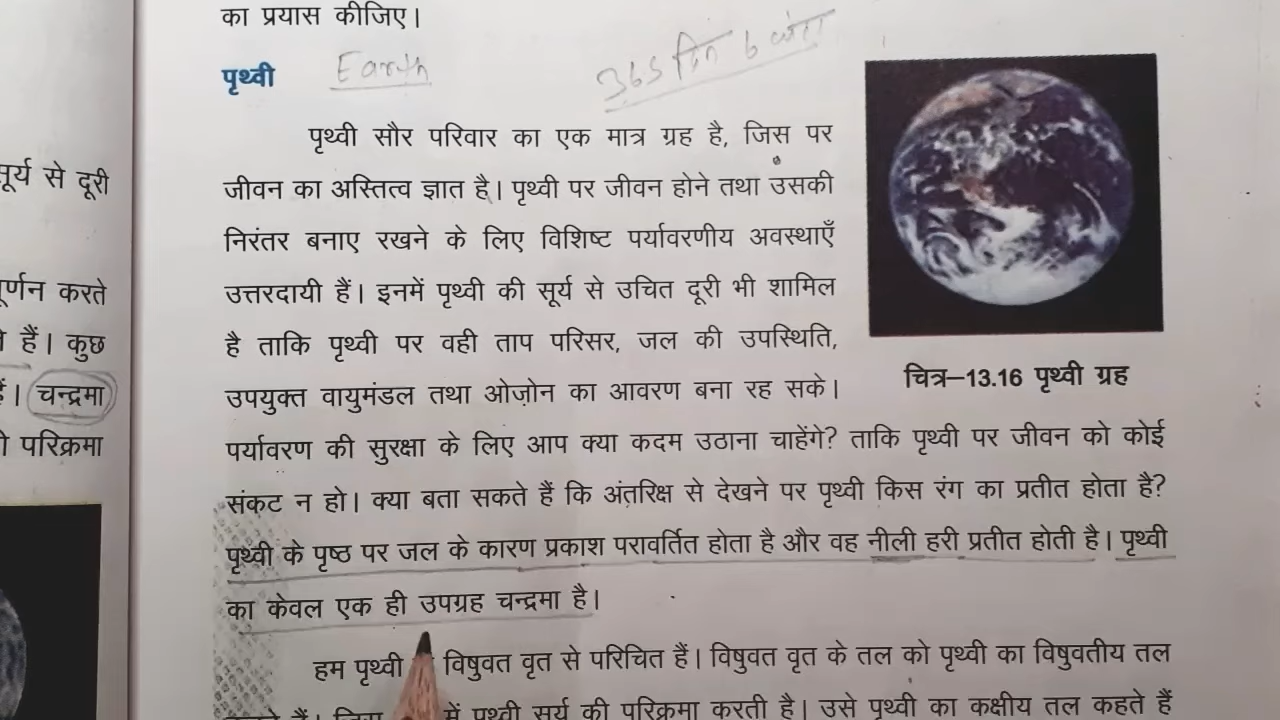 का प्रयास कीजिए।
पृथ्वी Earth 365 दिन 6 घंटा
पृथ्वी सौर परिवार का एक मात्र ग्रह है, जिस पर
जीवन का अस्तित्व ज्ञात है। पृथ्वी पर जीवन होने तथा उसकी
निरंतर बनाए रखने के लिए विशिष्ट पर्यावरणीय अवस्थाएँ
उत्तरदायी हैं। इनमें पृथ्वी की सूर्य से उचित दूरी भी शामिल
है ताकि पृथ्वी पर वही ताप परिसर, जल की उपस्थिति,
उपयुक्त वायुमंडल तथा ओज़ोन का आवरण बना रह सके।
चित्र–13.16 पृथ्वी ग्रह
पर्यावरण की सुरक्षा के लिए आप क्या कदम उठाना चाहेंगे? ताकि पृथ्वी पर जीवन को कोई
संकट न हो। क्या बता सकते हैं कि अंतरिक्ष से देखने पर पृथ्वी किस रंग का प्रतीत होता है?
पृथ्वी के पृष्ठ पर जल के कारण प्रकाश परावर्तित होता है और वह नीली हरी प्रतीत होती है। पृथ्वी
का केवल एक ही उपग्रह चन्द्रमा है।
हम पृथ्वी विषुवत वृत से परिचित हैं। विषुवत वृत के तल को पृथ्वी का विषुवतीय तल
में पृथ्वी सूर्य की परिक्रमा करती है। उसे पृथ्वी का कक्षीय तल कहते हैं
सूर्य से दूरी
करते
हैं। कुछ
चन्द्रमा
परिक्रमा